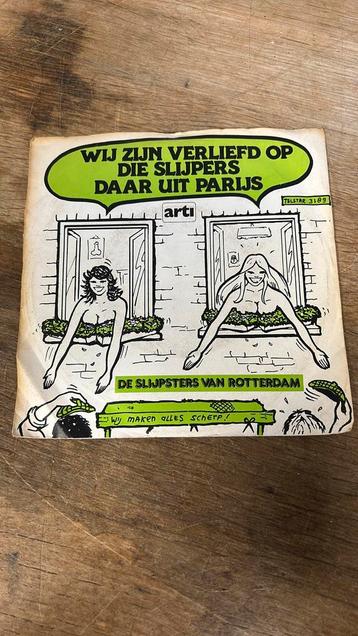 WIJ ZIJN VERLIEFD OP
DIE SLIJPERS
DAAR UIT PARIJS
arti
TELSTAR 3189
DE SLIJPSTERS VAN ROTTERDAM
Wij MAKEN ALLES SCHERP!